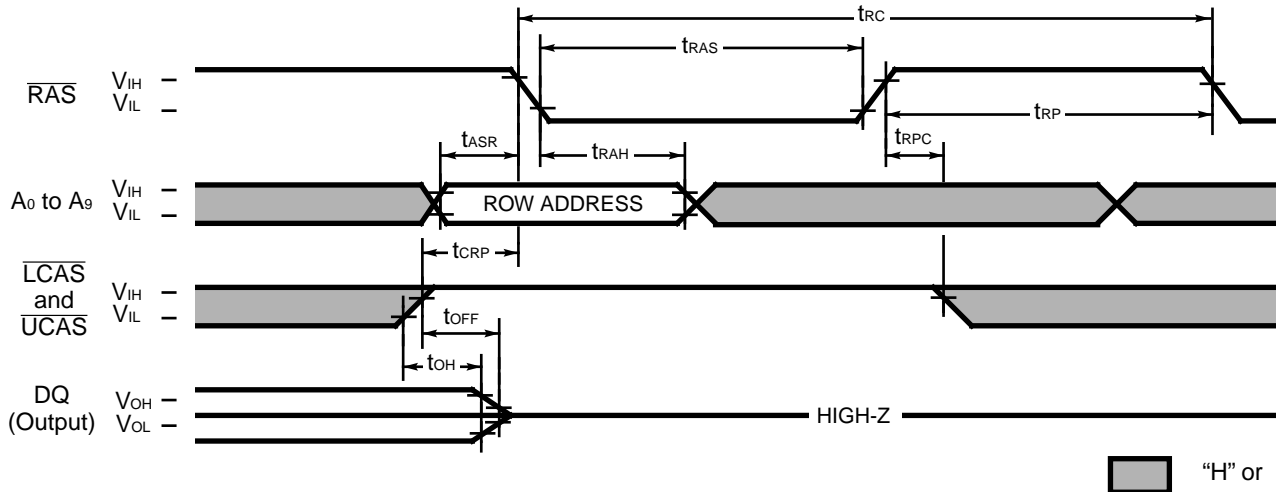 tRC
tRAS
RAS
VIH
VIL
tRP
tASR
tRAH
tRPC
A0 to A9
VIH
VIL
ROW ADDRESS
tCRP
LCAS
and
UCAS
VIH
VIL
tOFF
tOH
DQ
(Output)
VOH
VOL
HIGH-Z
“H” or